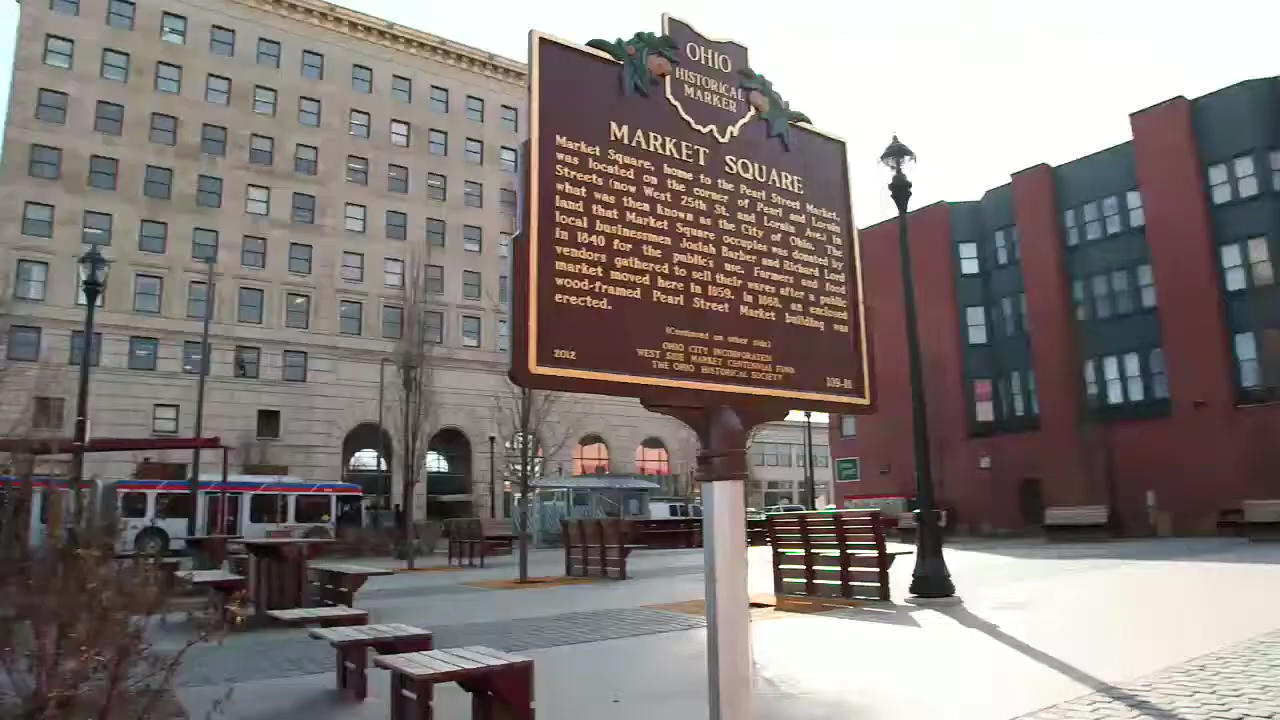 OHIO
HISTORICAL
MARKER
MARKET SQUARE
Market Square, home to the Pearl Street Market,
was located on the corner of Pearl and Lorain
Streets (now West 25th St. and Lorain Ave.) in
what was then known as the City of Ohio. The
land that Market Square occupies was donated by
local businessmen Josiah Barber and Richard Lord
in 1840 for the public's use. Farmers and food
vendors gathered to sell their wares after a public
market moved here in 1859. In 1868, an enclosed
wood-framed Pearl Street Market building was
erected.
(Continued on other side)
OHIO CITY INCORPORATED
WEST SIDE MARKET CENTENNIAL FUND
THE OHIO HISTORICAL SOCIETY
2012
109-18